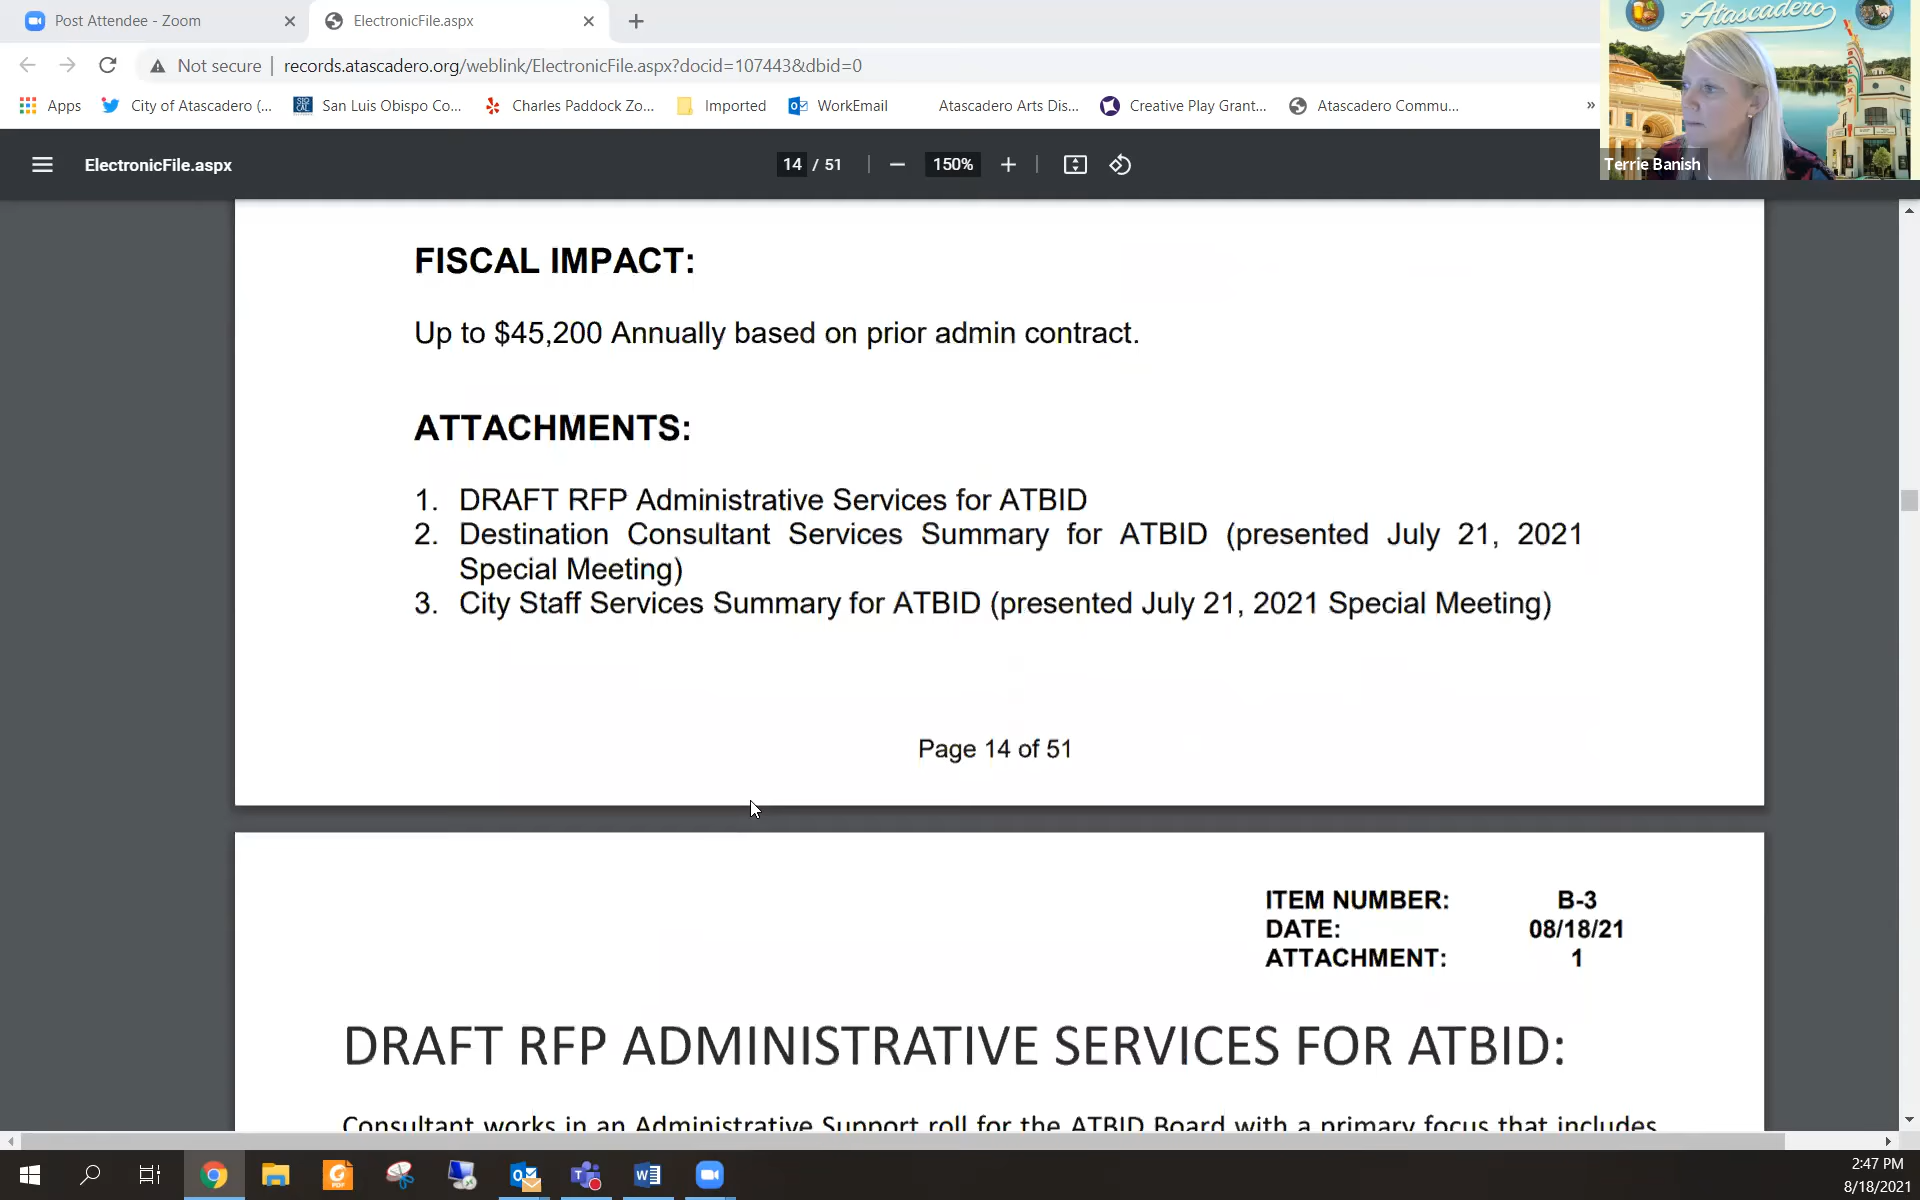 Post Attendee - Zoom
ElectronicFile.aspx
Not secure
records.atascadero.org/weblink/ElectronicFile.aspx?docid=107443&dbid=0
Apps
City of Atascadero (...
San Luis Obispo Co...
Charles Paddock Zo...
Imported
WorkEmail
Atascadero Arts Dis...
Creative Play Grant...
Atascadero Commu...
»
Atascadero
Terrie Banish
ElectronicFile.aspx
14 / 51
150%
FISCAL IMPACT:
Up to $45,200 Annually based on prior admin contract.
ATTACHMENTS:
1. DRAFT RFP Administrative Services for ATBID
2. Destination Consultant Services Summary for ATBID (presented July 21, 2021
Special Meeting)
3. City Staff Services Summary for ATBID (presented July 21, 2021 Special Meeting)
Page 14 of 51
ITEM NUMBER: B-3
DATE: 08/18/21
ATTACHMENT: 1
DRAFT RFP ADMINISTRATIVE SERVICES FOR ATBID:
Consultant works in an Administrative Support roll for the ATBID Board with a primary focus that includes
2:47 PM
8/18/2021